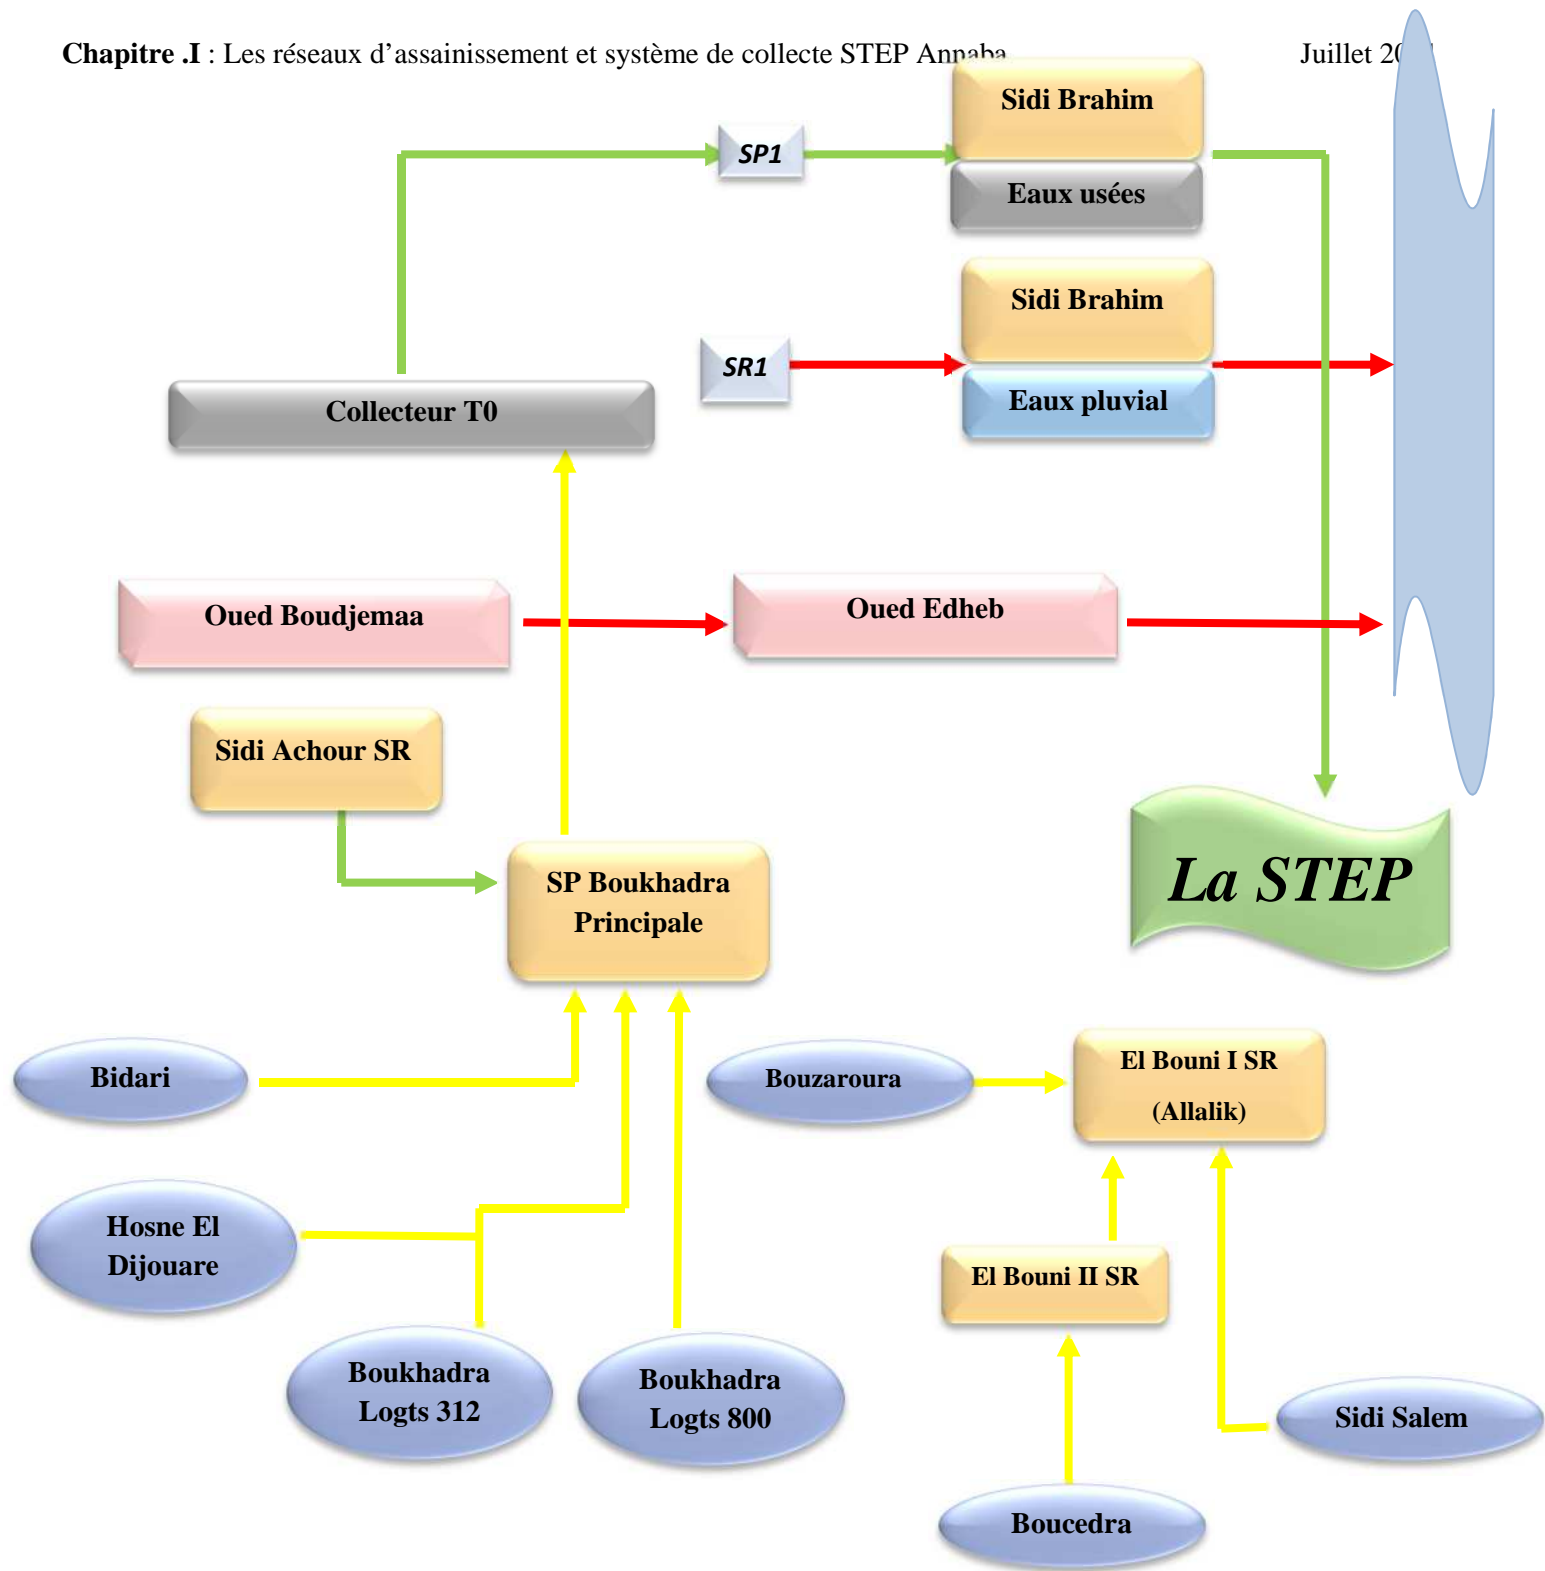 Chapitre .I : Les réseaux d'assainissement et système de collecte STEP Annaba Juillet
Sidi Brahim
SP1
Eaux usées
Sidi Brahim
SR1
Eaux pluvial
Collecteur T0
Oued Boudjemaa
Oued Edheb
Sidi Achour SR
SP Boukhadra
Principale
La STEP
Bidari
Bouzaroura
El Bouni I SR
(Allalik)
Hosne El
Dijouare
El Bouni II SR
Boukhadra
Logts 312
Boukhadra
Logts 800
Sidi Salem
Boucedra